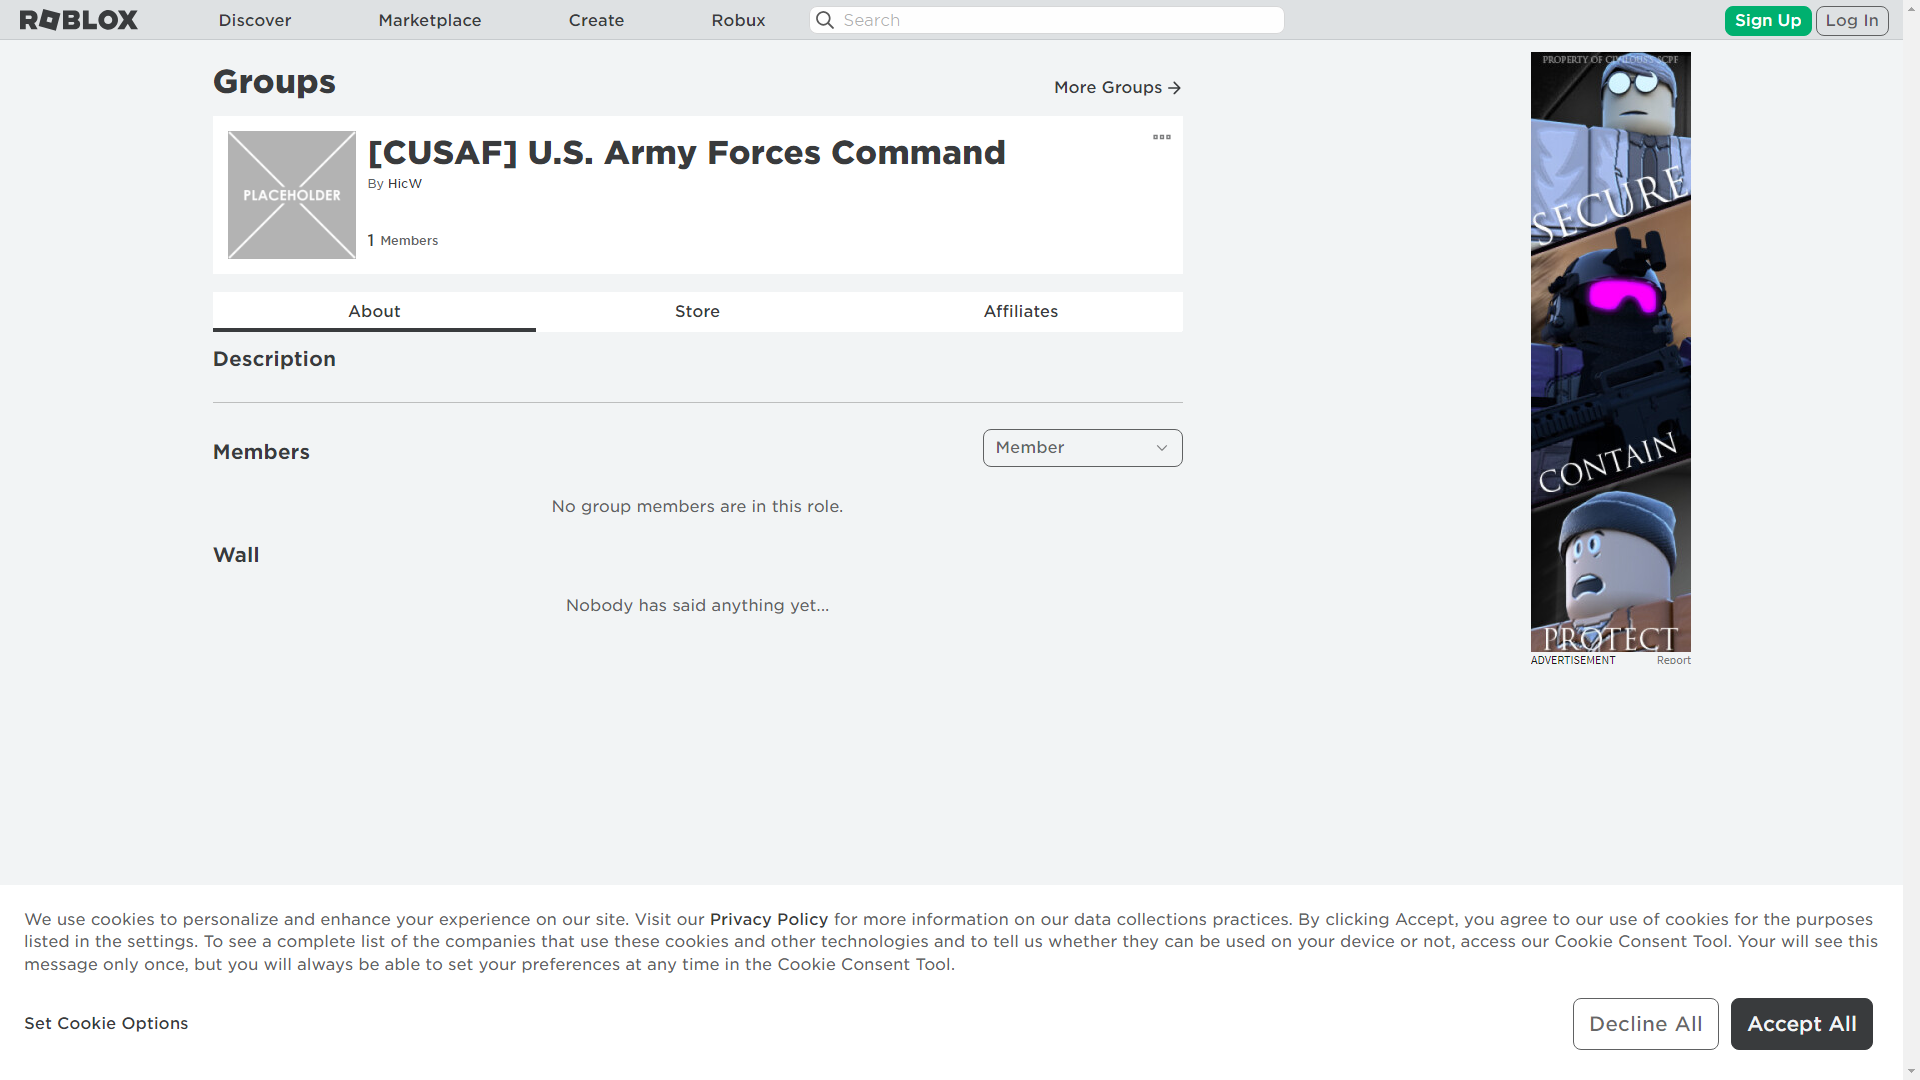 ROBLOX
Discover
Marketplace
Create
Robux
Search
Sign Up
Log In
Groups
More Groups
PLACEHOLDER
[CUSAF] U.S. Army Forces Command
By HicW
1 Members
About
Store
Affiliates
Description
Members
Member
No group members are in this role.
Wall
Nobody has said anything yet...
PROPERTY OF CIVILOUS'S SCPF
SECURE
CONTAIN
PROTECT
ADVERTISEMENT
Report
We use cookies to personalize and enhance your experience on our site. Visit our Privacy Policy for more information on our data collections practices. By clicking Accept, you agree to our use of cookies for the purposes
listed in the settings. To see a complete list of the companies that use these cookies and other technologies and to tell us whether they can be used on your device or not, access our Cookie Consent Tool. Your will see this
message only once, but you will always be able to set your preferences at any time in the Cookie Consent Tool.
Set Cookie Options
Decline All
Accept All